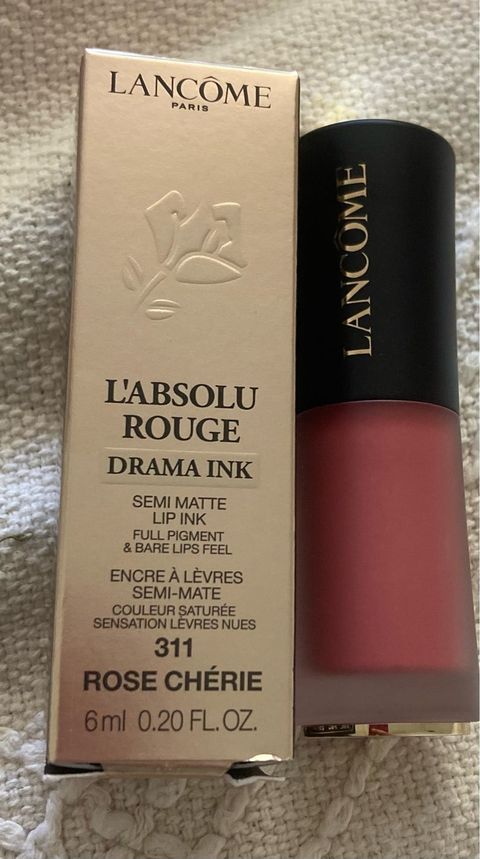 LANCÔME
PARIS
L'ABSOLU
ROUGE
DRAMA INK
SEMI MATTE
LIP INK
FULL PIGMENT
& BARE LIPS FEEL
ENCRE À LÈVRES
SEMI-MATE
COULEUR SATURÉE
SENSATION LÈVRES NUES
311
ROSE CHÉRIE
6 ml 0.20 FL. OZ.
LANCÔME